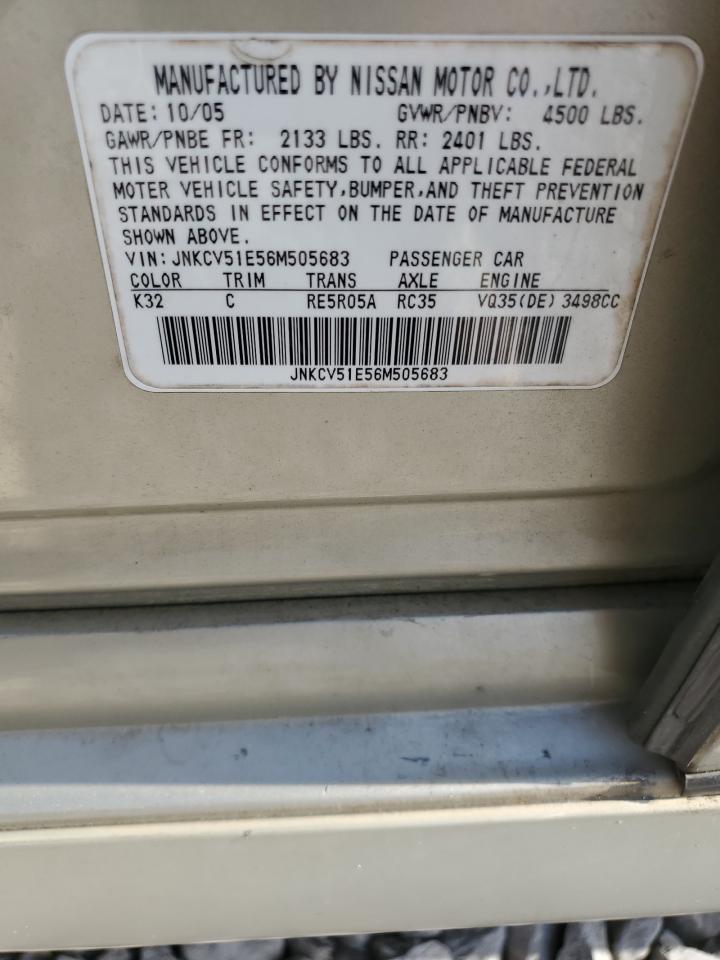 MANUFACTURED BY NISSAN MOTOR CO.,LTD.
DATE: 10/05 GVWR/PNBV: 4500 LBS.
GAWR/PNBE FR: 2133 LBS. RR: 2401 LBS.
THIS VEHICLE CONFORMS TO ALL APPLICABLE FEDERAL
MOTER VEHICLE SAFETY,BUMPER,AND THEFT PREVENTION
STANDARDS IN EFFECT ON THE DATE OF MANUFACTURE
SHOWN ABOVE.
VIN: JNKCV51E56M505683 PASSENGER CAR
COLOR TRIM TRANS AXLE ENGINE
K32 C RE5R05A RC35 VQ35(DE) 3498CC
JNKCV51E56M505683